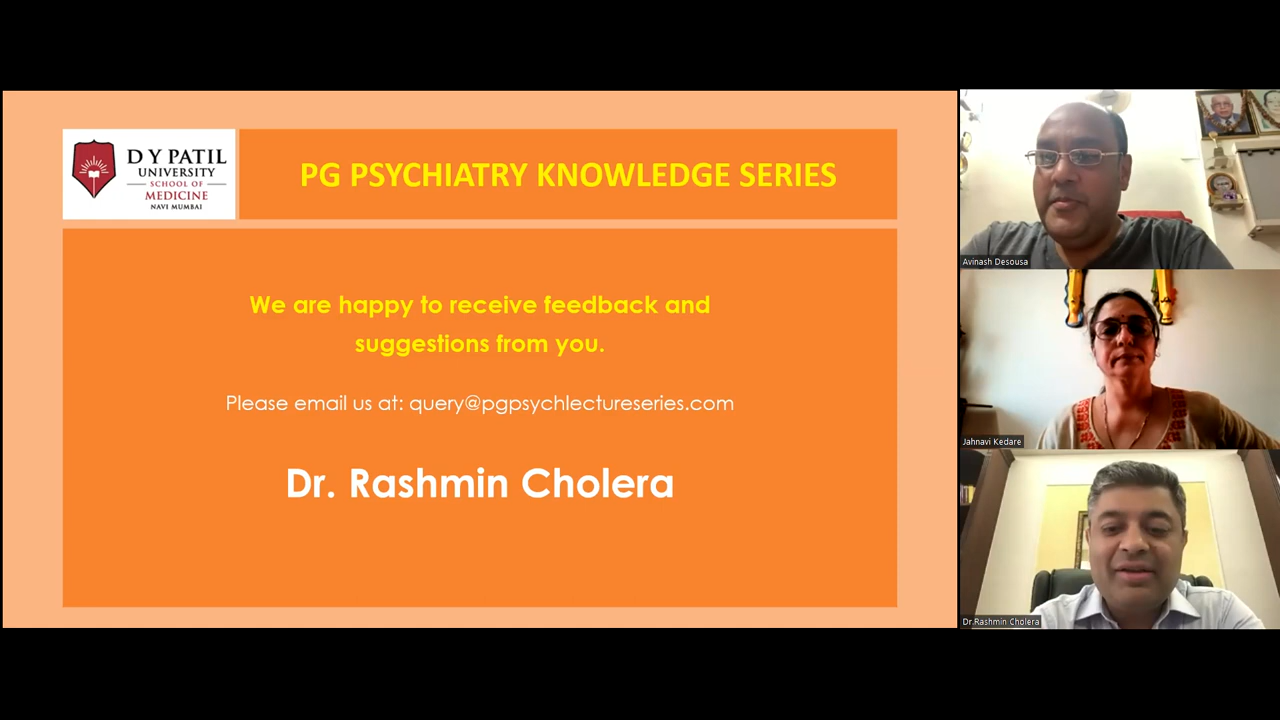 D Y PATIL
UNIVERSITY
SCHOOL OF
MEDICINE
NAVI MUMBAI
PG PSYCHIATRY KNOWLEDGE SERIES
We are happy to receive feedback and
suggestions from you.
Please email us at: query@pgpsychlectureseries.com
Dr. Rashmin Cholera
Avinash Desousa
Jahnavi Kedare
Dr.Rashmin Cholera